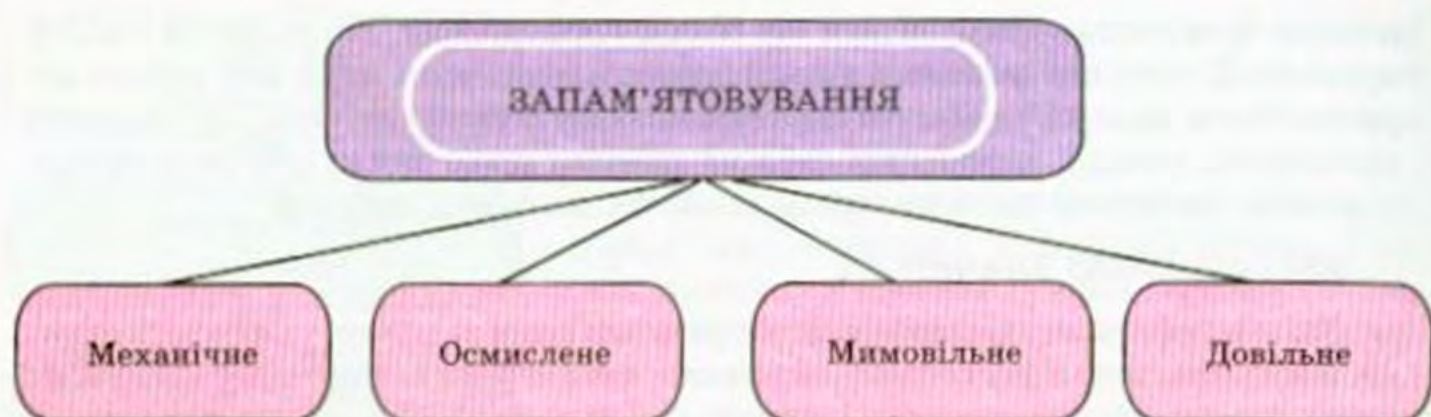 ЗАПАМ’ЯТОВУВАННЯ
Механічне
Осмислене
Мимовільне
Довільне